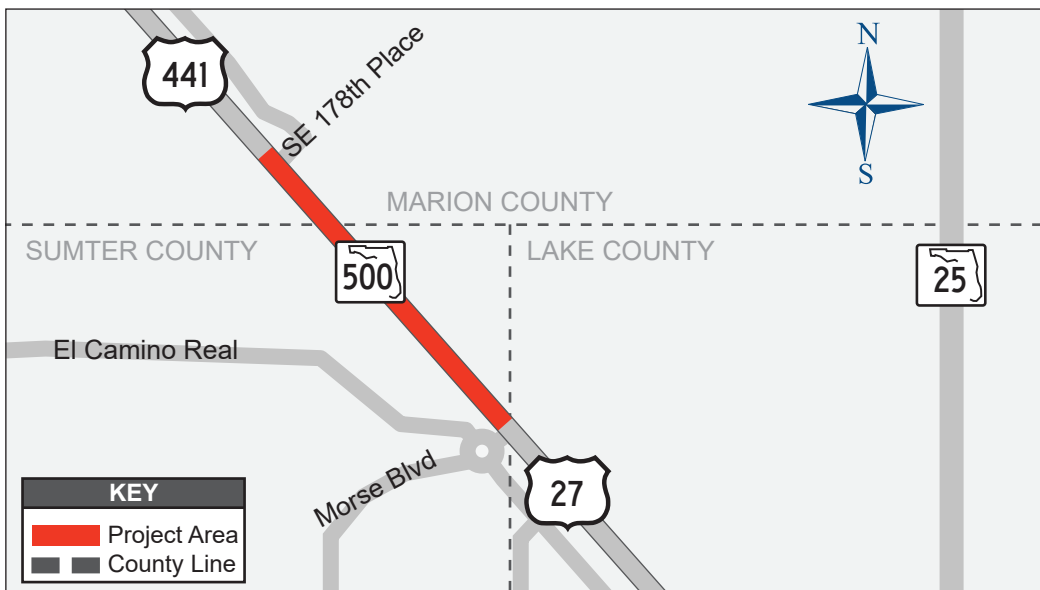 N
441
SE 178th Place
S
MARION COUNTY
SUMTER COUNTY
LAKE COUNTY
500
25
El Camino Real
Morse Blvd
27
KEY
Project Area
County Line